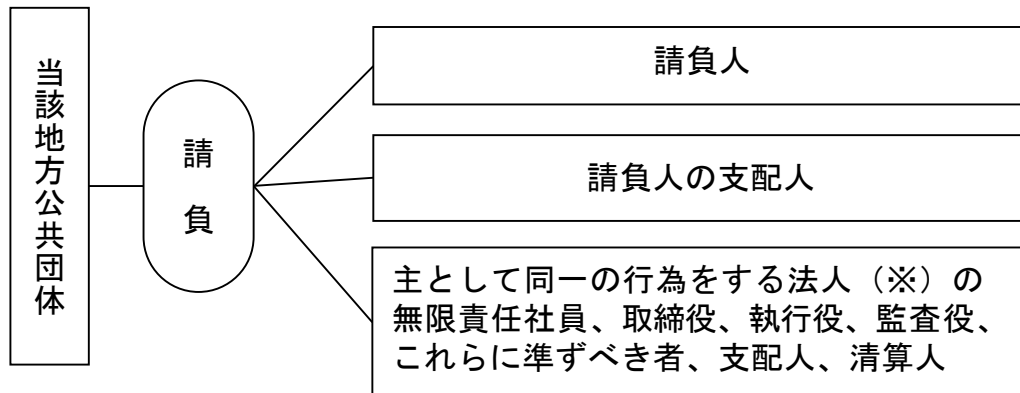 当該地方公共団体
請負
請負人
請負人の支配人
主として同一の行為をする法人（※）の
無限責任社員、取締役、執行役、監査役、
これらに準ずべき者、支配人、清算人